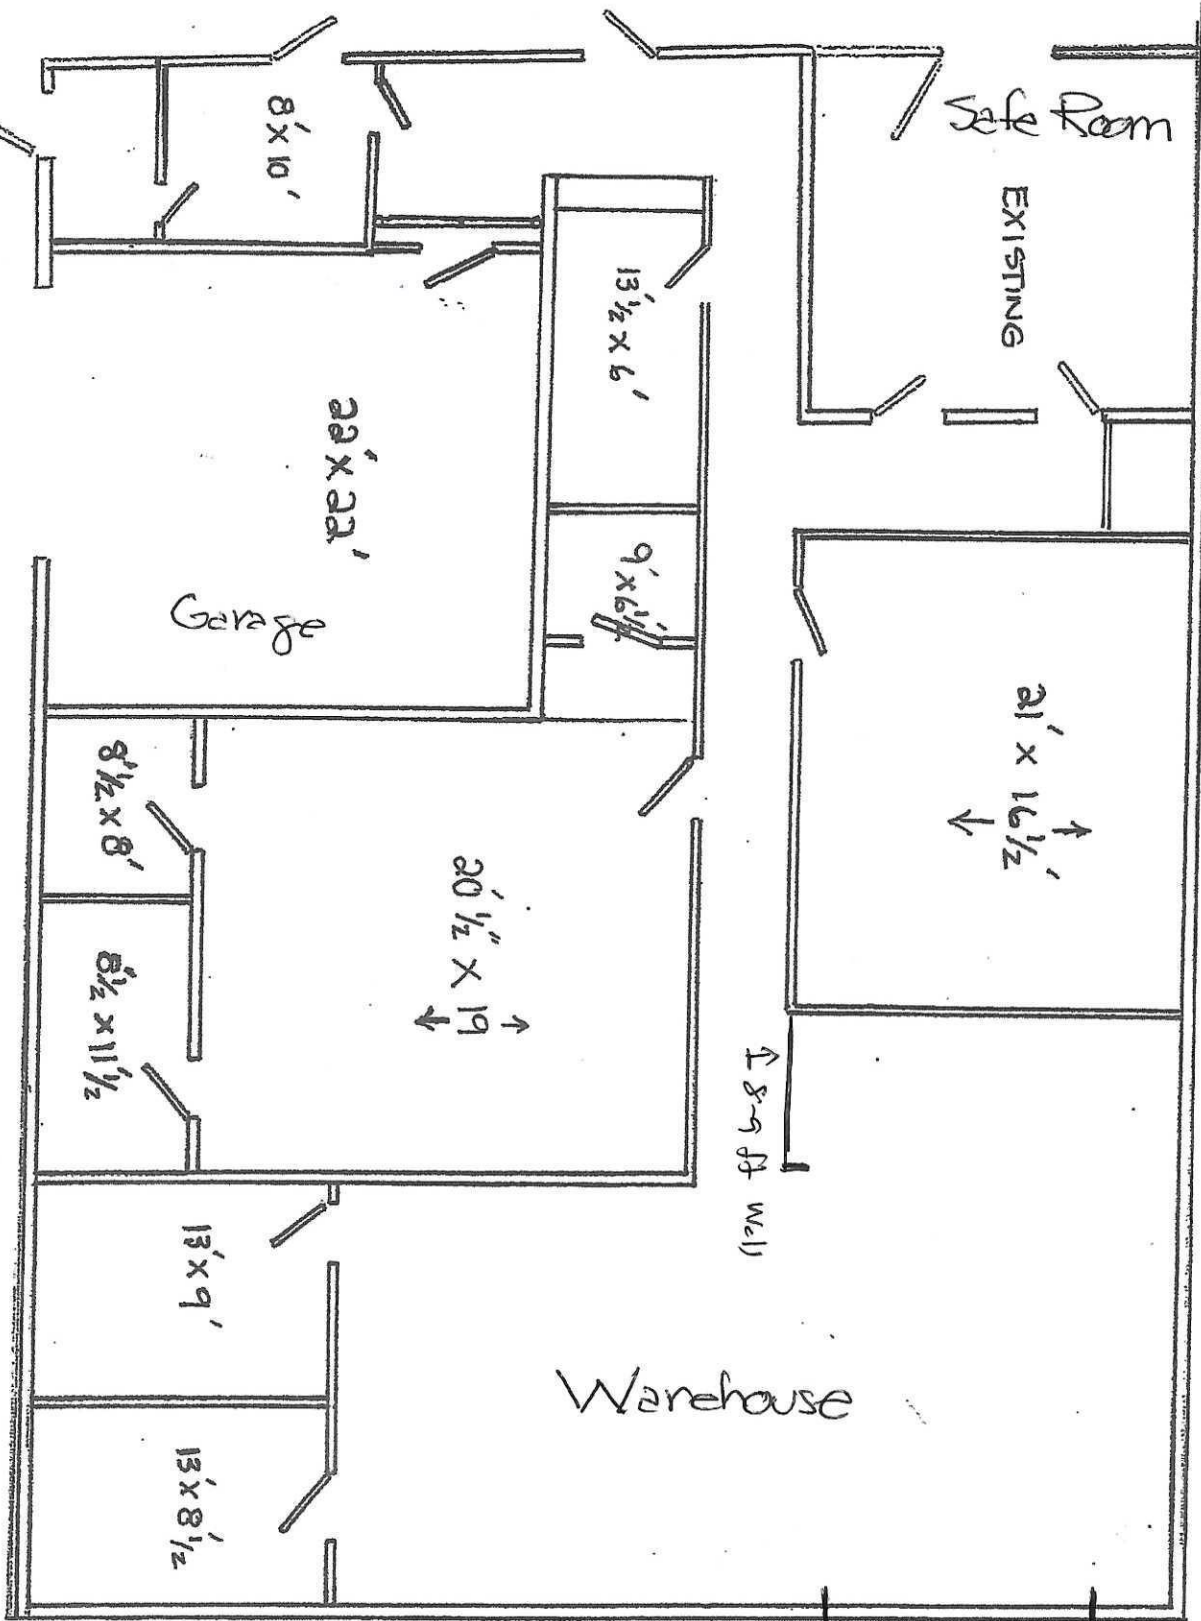 Safe Room
EXISTING
8' x 10'
13 1/2' x 6'
22' x 22'
Garage
9' x 6 1/2'
21' x 16 1/2'
8 1/2' x 8'
20' 1/2" x 19
8 1/2' x 11 1/2
8-9 ft wall
13' x 9'
Warehouse
13' x 8 1/2'